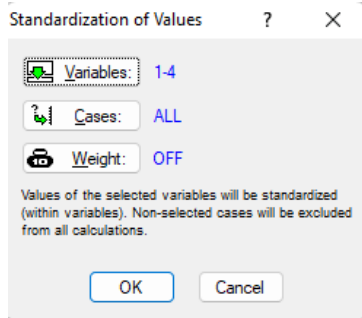 Standardization of Values ? ×
Variables: 1-4
Cases: ALL
Weight: OFF
Values of the selected variables will be standardized
(within variables). Non-selected cases will be excluded
from all calculations.
OK Cancel